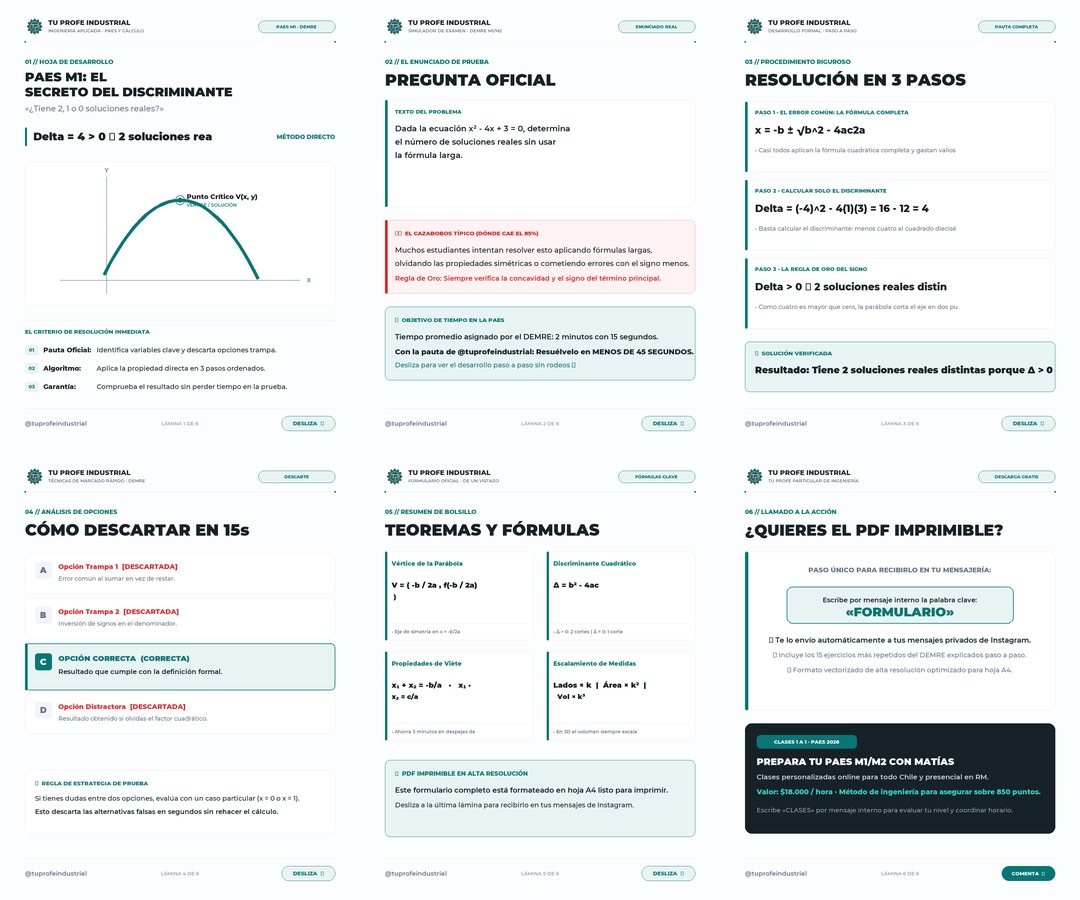 TU PROFE INDUSTRIAL
INGENIERÍA APLICADA · PAES Y CÁLCULO
PAES M1 · DEMRE
01 // HOJA DE DESARROLLO
PAES M1: EL
SECRETO DEL DISCRIMINANTE
«¿Tiene 2, 1 o 0 soluciones reales?»
Delta = 4 > 0 ▯ 2 soluciones rea
MÉTODO DIRECTO
Y
Punto Crítico V(x, y)
VÉRTICE / SOLUCIÓN
X
EL CRITERIO DE RESOLUCIÓN INMEDIATA
01 Pauta Oficial: Identifica variables clave y descarta opciones trampa.
02 Algoritmo: Aplica la propiedad directa en 3 pasos ordenados.
03 Garantía: Comprueba el resultado sin perder tiempo en la prueba.
@tuprofeindustrial
LÁMINA 1 DE 6
DESLIZA ▯
TU PROFE INDUSTRIAL
SIMULADOR DE EXAMEN · DEMRE M1/M2
ENUNCIADO REAL
02 // EL ENUNCIADO DE PRUEBA
PREGUNTA OFICIAL
TEXTO DEL PROBLEMA
Dada la ecuación x² - 4x + 3 = 0, determina
el número de soluciones reales sin usar
la fórmula larga.
▯▯ EL CAZABOBOS TÍPICO (DÓNDE CAE EL 85%)
Muchos estudiantes intentan resolver esto aplicando fórmulas largas,
olvidando las propiedades simétricas o cometiendo errores con el signo menos.
Regla de Oro: Siempre verifica la concavidad y el signo del término principal.
▯ OBJETIVO DE TIEMPO EN LA PAES
Tiempo promedio asignado por el DEMRE: 2 minutos con 15 segundos.
Con la pauta de @tuprofeindustrial: Resuélvelo en MENOS DE 45 SEGUNDOS.
Desliza para ver el desarrollo paso a paso sin rodeos ▯
@tuprofeindustrial
LÁMINA 2 DE 6
DESLIZA ▯
TU PROFE INDUSTRIAL
DESARROLLO FORMAL · PASO A PASO
PAUTA COMPLETA
03 // PROCEDIMIENTO RIGUROSO
RESOLUCIÓN EN 3 PASOS
PASO 1 - EL ERROR COMÚN: LA FÓRMULA COMPLETA
x = -b ± √b^2 - 4ac2a
· Casi todos aplican la fórmula cuadrática completa y gastan valios
PASO 2 - CALCULAR SOLO EL DISCRIMINANTE
Delta = (-4)^2 - 4(1)(3) = 16 - 12 = 4
· Basta calcular el discriminante: menos cuatro al cuadrado diecisé
PASO 3 - LA REGLA DE ORO DEL SIGNO
Delta > 0 ▯ 2 soluciones reales distin
· Como cuatro es mayor que cero, la parábola corta el eje en dos pu
▯ SOLUCIÓN VERIFICADA
Resultado: Tiene 2 soluciones reales distintas porque Δ > 0
@tuprofeindustrial
LÁMINA 3 DE 6
DESLIZA ▯
TU PROFE INDUSTRIAL
TÉCNICAS DE MARCADO RÁPIDO · DEMRE
DESCARTE
04 // ANÁLISIS DE OPCIONES
CÓMO DESCARTAR EN 15s
A Opción Trampa 1 [DESCARTADA]
Error común al sumar en vez de restar.
B Opción Trampa 2 [DESCARTADA]
Inversión de signos en el denominador.
C OPCIÓN CORRECTA (CORRECTA)
Resultado que cumple con la definición formal.
D Opción Distractora [DESCARTADA]
Resultado obtenido si olvidas el factor cuadrático.
▯ REGLA DE ESTRATEGIA DE PRUEBA
Si tienes dudas entre dos opciones, evalúa con un caso particular (x = 0 o x = 1).
Esto descarta las alternativas falsas en segundos sin rehacer el cálculo.
@tuprofeindustrial
LÁMINA 4 DE 6
DESLIZA ▯
TU PROFE INDUSTRIAL
FORMULARIO OFICIAL · DE UN VISTAZO
FÓRMULAS CLAVE
05 // RESUMEN DE BOLSILLO
TEOREMAS Y FÓRMULAS
Vértice de la Parábola
V = ( -b / 2a , f(-b / 2a)
)
· Eje de simetría en x = -b/2a
Discriminante Cuadrático
Δ = b² - 4ac
· Δ > 0: 2 cortes | Δ = 0: 1 corte
Propiedades de Viète
x₁ + x₂ = -b/a · x₁ ·
x₂ = c/a
· Ahorra 3 minutos en despejes de
Escalamiento de Medidas
Lados × k | Área × k² |
Vol × k³
· En 3D el volumen siempre escala
▯ PDF IMPRIMIBLE EN ALTA RESOLUCIÓN
Este formulario completo está formateado en hoja A4 listo para imprimir.
Desliza a la última lámina para recibirlo en tus mensajes de Instagram.
@tuprofeindustrial
LÁMINA 5 DE 6
DESLIZA ▯
TU PROFE INDUSTRIAL
TU PROFE PARTICULAR DE INGENIERÍA
DESCARGA GRATIS
06 // LLAMADO A LA ACCIÓN
¿QUIERES EL PDF IMPRIMIBLE?
PASO ÚNICO PARA RECIBIRLO EN TU MENSAJERÍA:
Escribe por mensaje interno la palabra clave:
«FORMULARIO»
▯ Te lo envío automáticamente a tus mensajes privados de Instagram.
▯ Incluye los 15 ejercicios más repetidos del DEMRE explicados paso a paso.
▯ Formato vectorizado de alta resolución optimizado para hoja A4.
CLASES 1 A 1 · PAES 2026
PREPARA TU PAES M1/M2 CON MATÍAS
Clases personalizadas online para todo Chile y presencial en RM.
Valor: $18.000 / hora · Método de ingeniería para asegurar sobre 850 puntos.
Escribe «CLASES» por mensaje interno para evaluar tu nivel y coordinar horario.
@tuprofeindustrial
LÁMINA 6 DE 6
COMENTA ▯